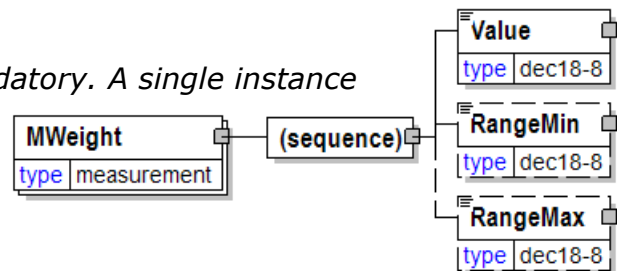 Value
type dec18-8
datory. A single instance
RangeMin
type dec18-8
MWeight
type measurement
(sequence)
RangeMax
type dec18-8